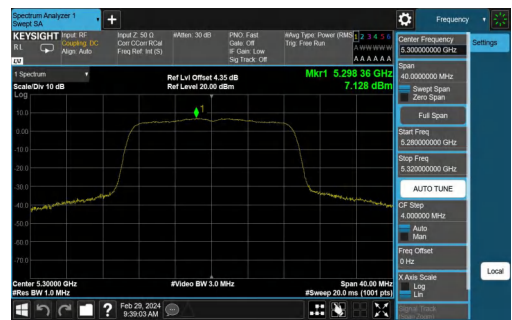 Spectrum Analyzer 1
Swept SA
Frequency
KEYSIGHT
RL
Input: RF
Coupling: DC
Align: Auto
Input Z: 50 Ω
Corr CCorr RCal
Freq Ref: Int (S)
#Atten: 30 dB
PNO: Fast
Gate: Off
IF Gain: Low
Sig Track: Off
#Avg Type: Power (RMS)
Trig: Free Run
1 2 3 4 5 6
A W W W W W
A A A A A A
LV
1 Spectrum
Scale/Div 10 dB
Log
Ref Lvl Offset 4.35 dB
Ref Level 20.00 dBm
Mkr1 5.298 36 GHz
7.128 dBm
1
10.0
0.00
-10.0
-20.0
-30.0
-40.0
-50.0
-60.0
-70.0
Center 5.30000 GHz
#Res BW 1.0 MHz
#Video BW 3.0 MHz
Span 40.00 MHz
#Sweep 20.0 ms (1001 pts)
Center Frequency
5.300000000 GHz
Settings
Span
40.0000000 MHz
Swept Span
Zero Span
Full Span
Start Freq
5.280000000 GHz
Stop Freq
5.320000000 GHz
AUTO TUNE
CF Step
4.000000 MHz
Auto
Man
Freq Offset
0 Hz
X Axis Scale
Log
Lin
Local
Signal Track
?
Feb 29, 2024
9:39:03 AM